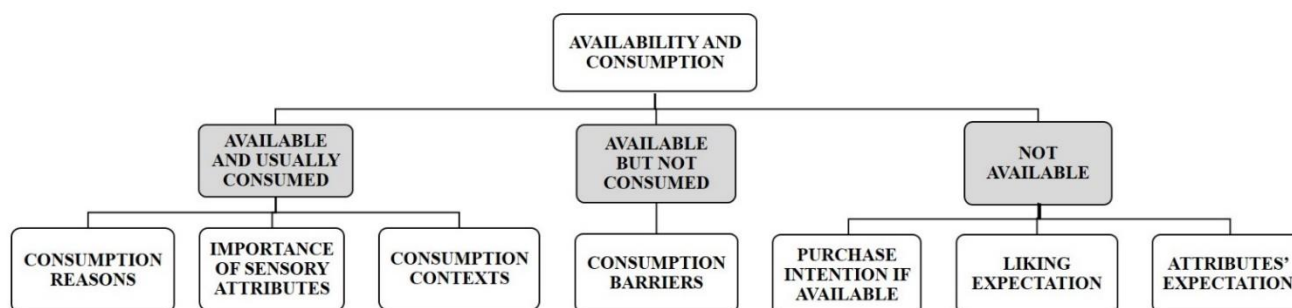 AVAILABILITY AND
CONSUMPTION
AVAILABLE
AND USUALLY
CONSUMED
AVAILABLE
BUT NOT
CONSUMED
NOT
AVAILABLE
CONSUMPTION
REASONS
IMPORTANCE
OF SENSORY
ATTRIBUTES
CONSUMPTION
CONTEXTS
CONSUMPTION
BARRIERS
PURCHASE
INTENTION IF
AVAILABLE
LIKING
EXPECTATION
ATTRIBUTES’
EXPECTATION